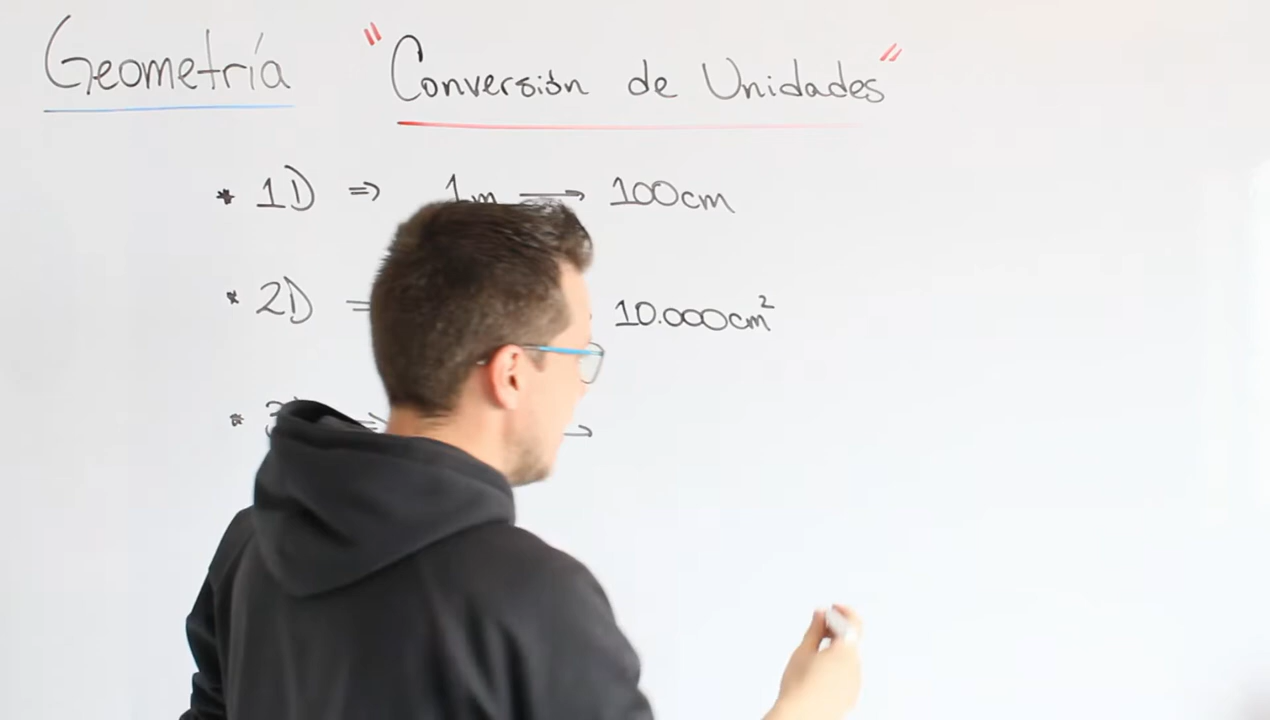 Geometría "Conversión de Unidades"
* 1D ⇒ 1m → 100cm
* 2D = 10.000cm²
* →